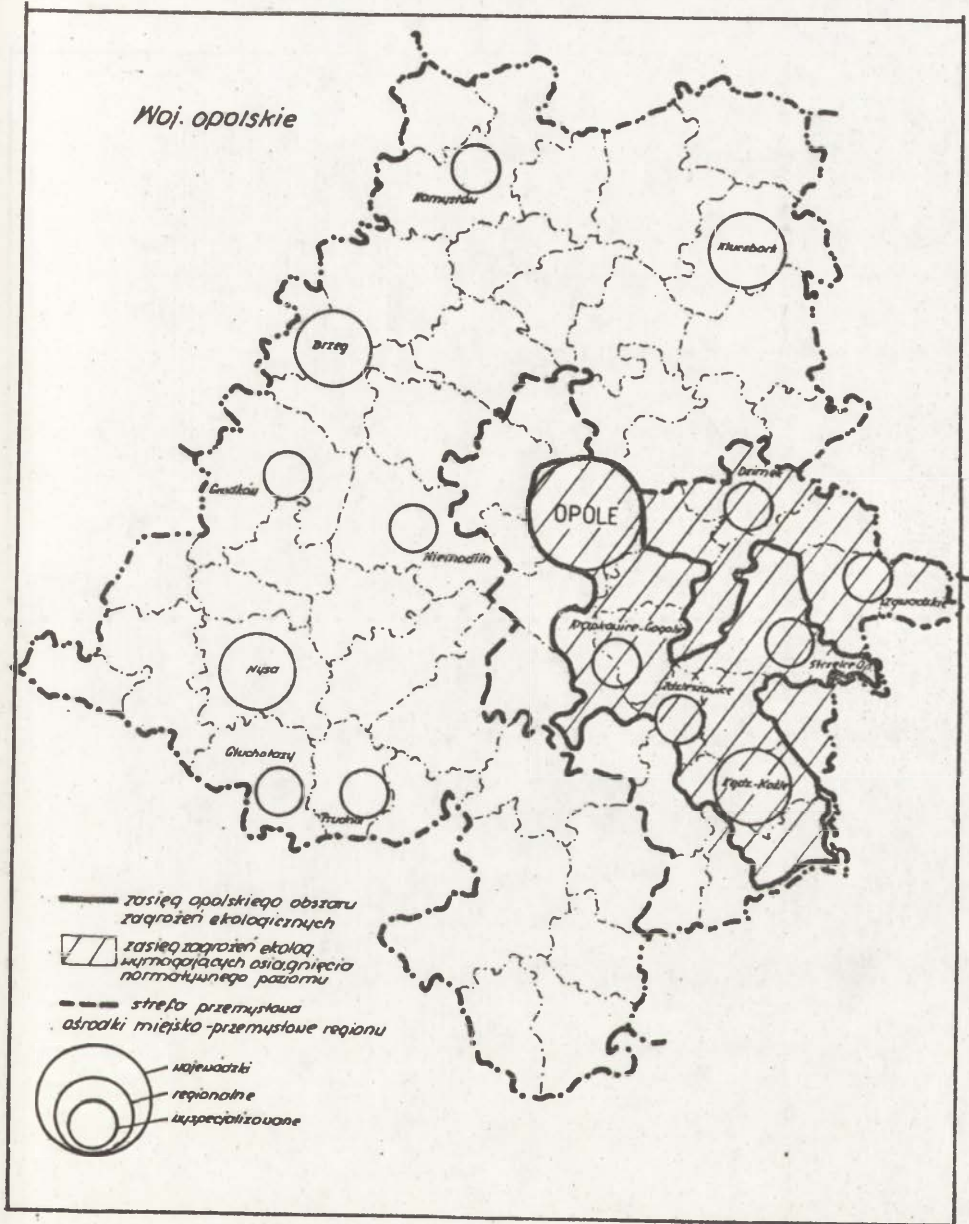 Woj. opolskie
Namysłów
Kluczbork
Brzeg
Grodków
Niemodlin
OPOLE
Ozimek
Zawadzkie
Krapkowice-Gogolin
Strzelce O.
Zdzieszowice
Nysa
Kędz.-Koźle
Głuchołazy
Prudnik
zasięg opolskiego obszaru
zagrożeń ekologicznych
zasięg zagrożeń ekolog.
wymagających osiągnięcia
normatywnego poziomu
strefa przemysłowa
ośrodki miejsko-przemysłowe regionu
wojewódzki
regionalne
wyspecjalizowane